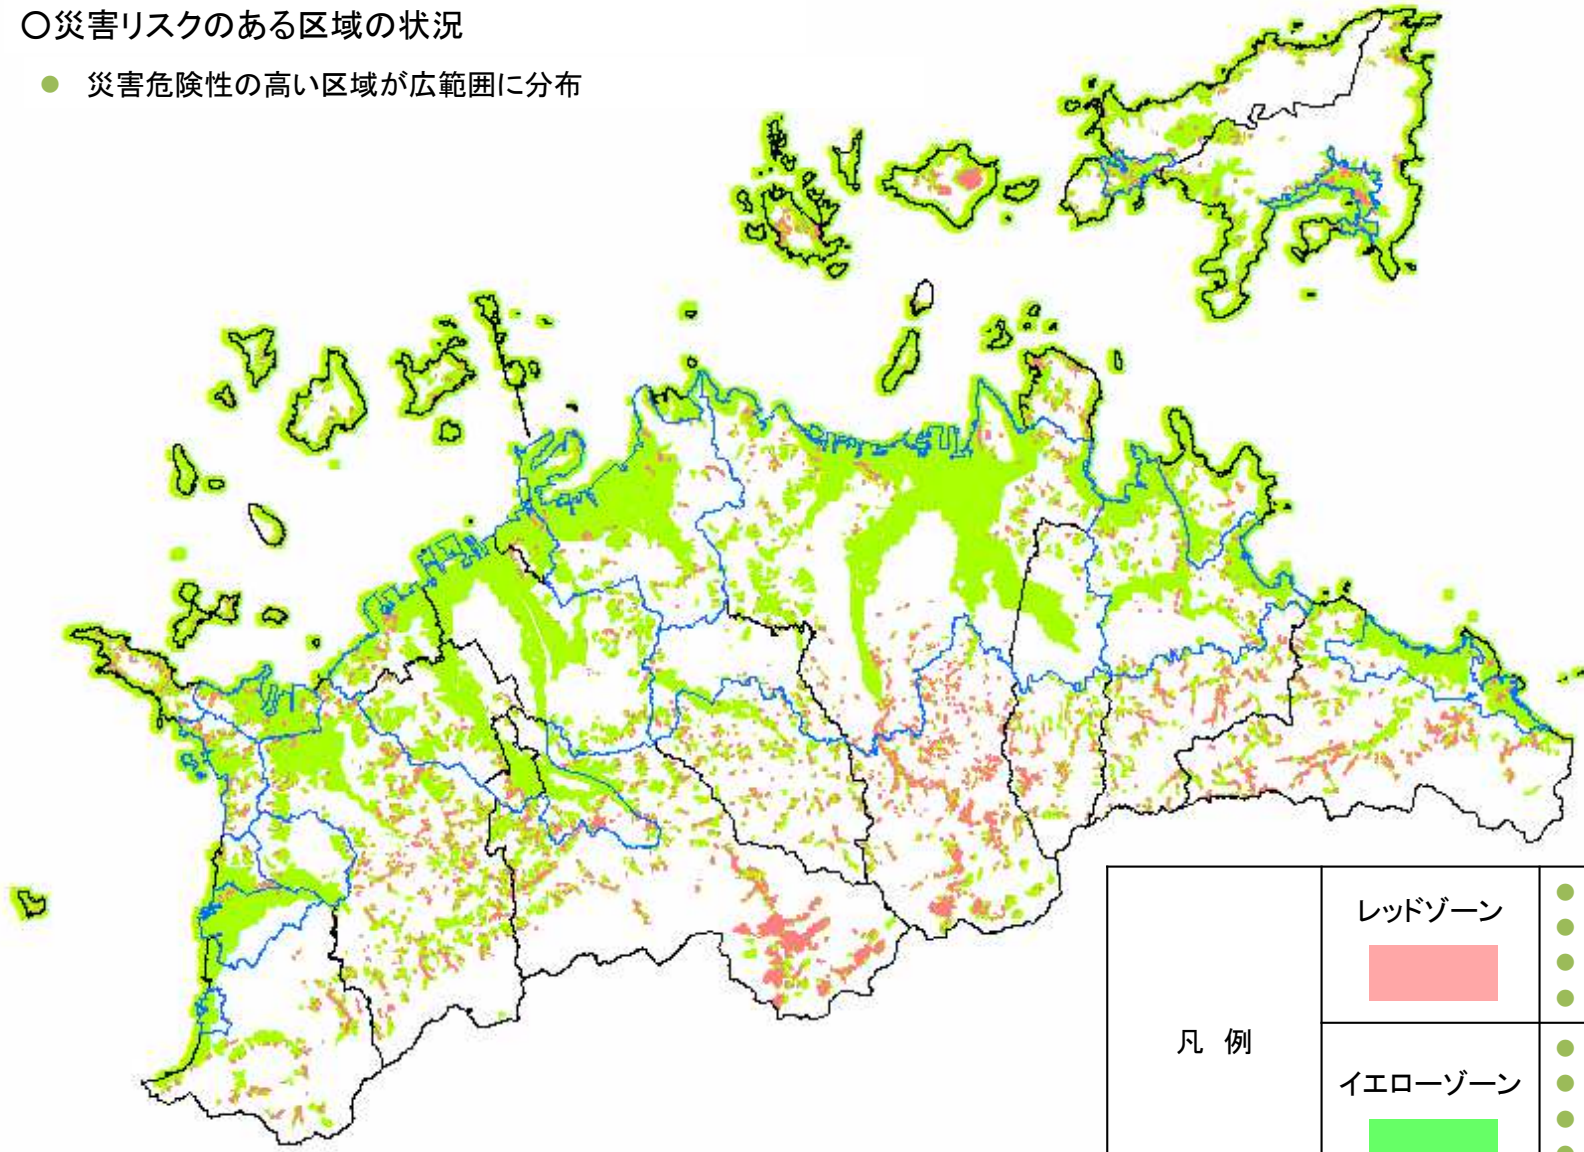 〇災害リスクのある区域の状況
● 災害危険性の高い区域が広範囲に分布
凡 例
レッドゾーン
イエローゾーン